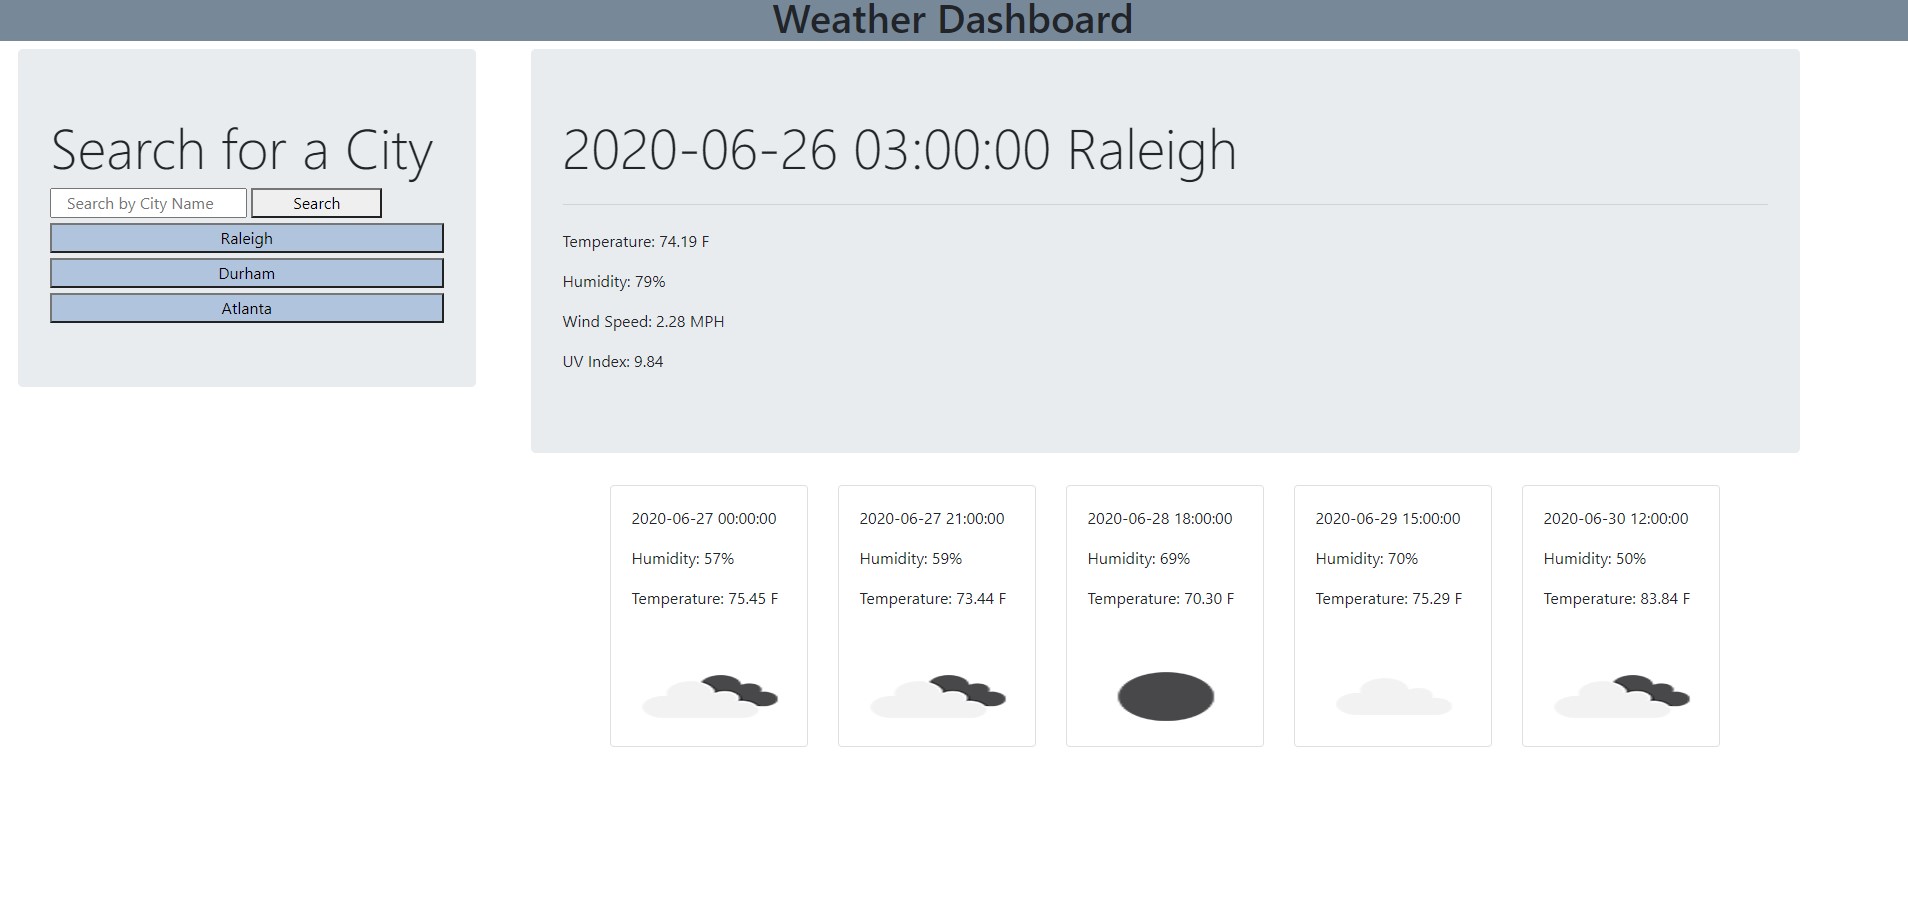 Weather Dashboard
Search for a City
Search by City Name Search
Raleigh
Durham
Atlanta
2020-06-26 03:00:00 Raleigh
Temperature: 74.19 F
Humidity: 79%
Wind Speed: 2.28 MPH
UV Index: 9.84
2020-06-27 00:00:00
Humidity: 57%
Temperature: 75.45 F
2020-06-27 21:00:00
Humidity: 59%
Temperature: 73.44 F
2020-06-28 18:00:00
Humidity: 69%
Temperature: 70.30 F
2020-06-29 15:00:00
Humidity: 70%
Temperature: 75.29 F
2020-06-30 12:00:00
Humidity: 50%
Temperature: 83.84 F